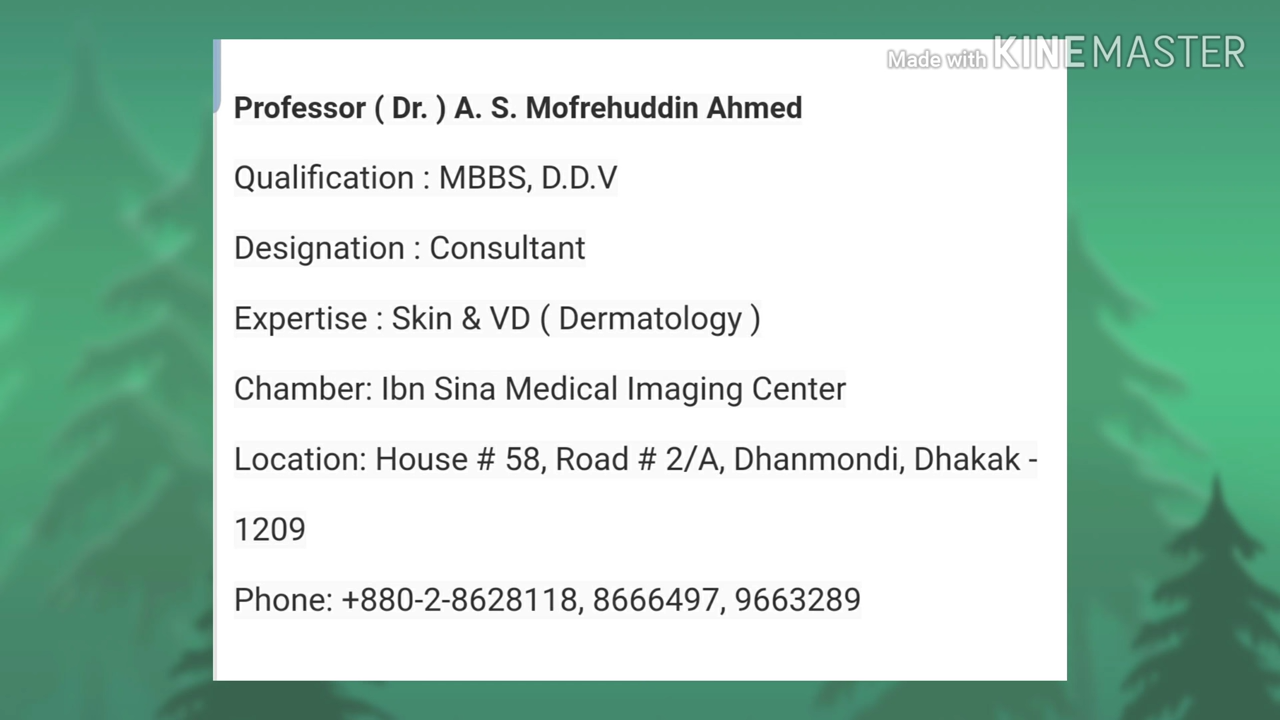 Made with KINEMASTER
Professor ( Dr. ) A. S. Mofrehuddin Ahmed
Qualification : MBBS, D.D.V
Designation : Consultant
Expertise : Skin & VD ( Dermatology )
Chamber: Ibn Sina Medical Imaging Center
Location: House # 58, Road # 2/A, Dhanmondi, Dhakak -
1209
Phone: +880-2-8628118, 8666497, 9663289